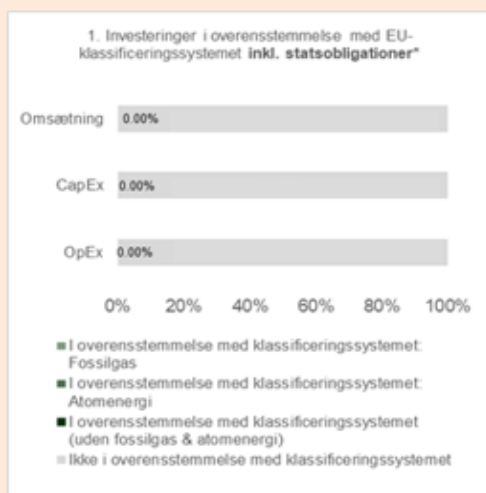 1. Investeringer i overensstemmelse med EU-
klassificeringssystemet inkl. statsobligationer*
Omsætning 0.00%
CapEx 0.00%
OpEx 0.00%
0% 20% 40% 60% 80% 100%
I overensstemmelse med klassificeringssystemet:
Fossilgas
I overensstemmelse med klassificeringssystemet:
Atomenergi
I overensstemmelse med klassificeringssystemet
(uden fossilgas & atomenergi)
Ikke i overensstemmelse med klassificeringssystemet